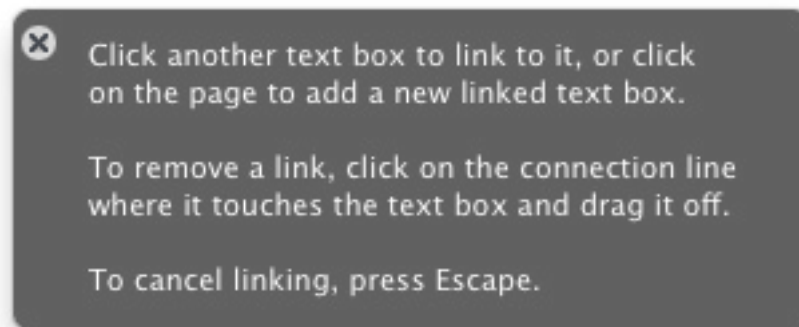 Click another text box to link to it, or click
on the page to add a new linked text box.
To remove a link, click on the connection line
where it touches the text box and drag it off.
To cancel linking, press Escape.